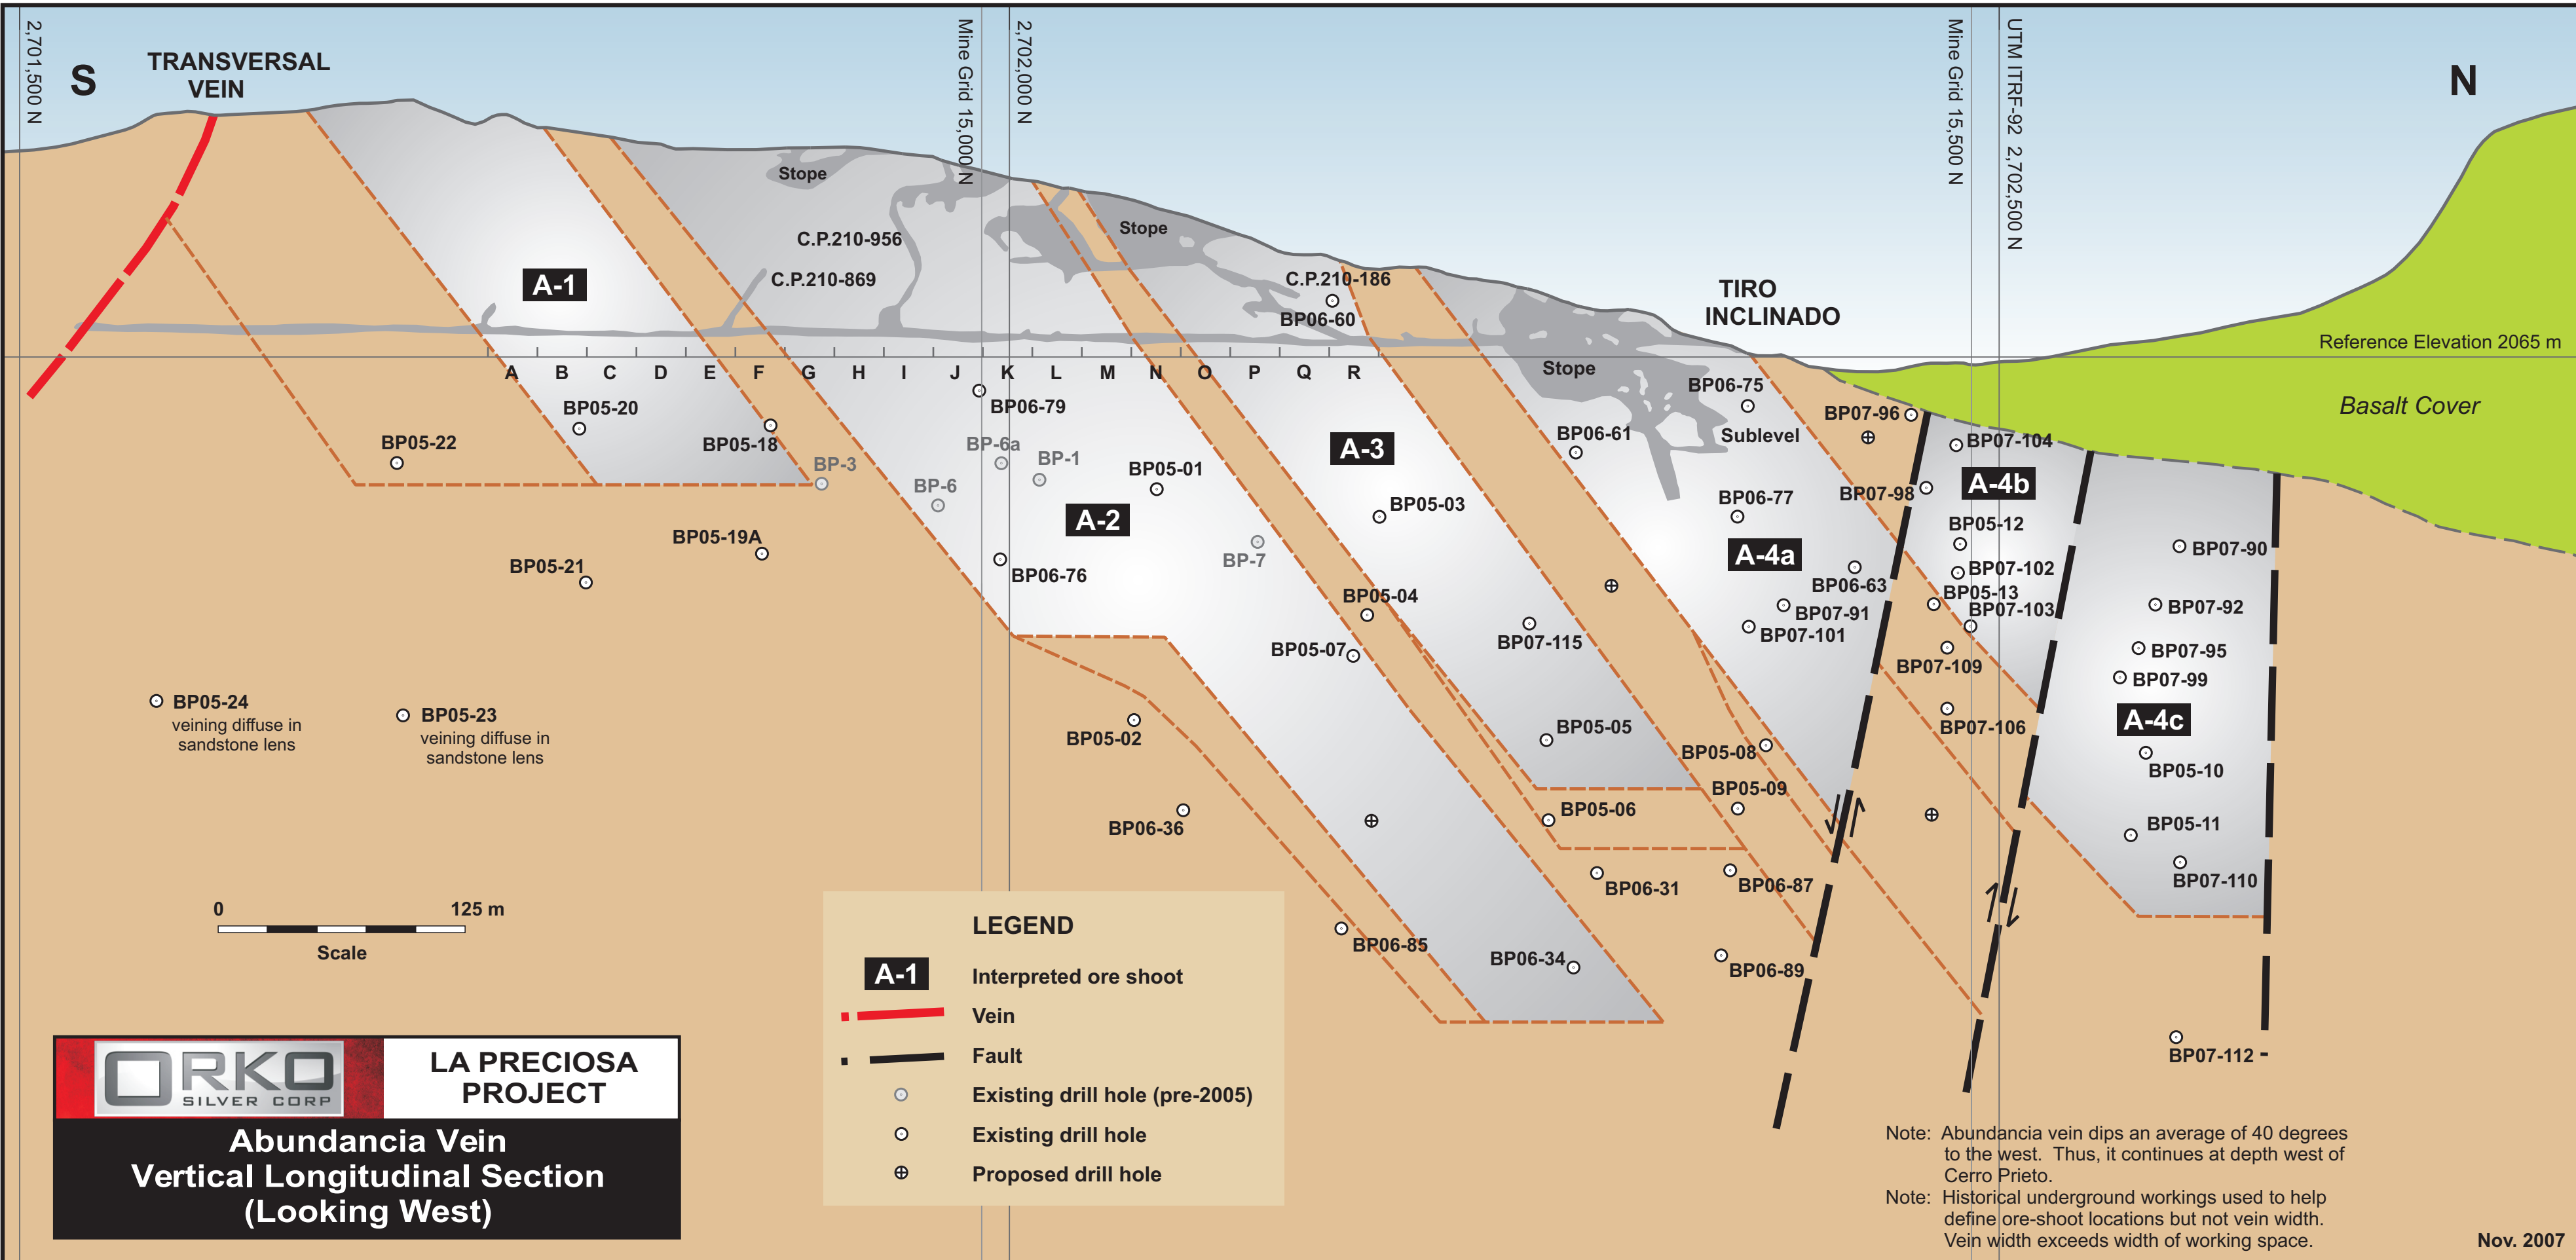 2,701,500 N
S
TRANSVERSAL
VEIN
Mine Grid 15,000N
2,702,000 N
Mine Grid 15,500 N
UTM ITRF-92  2,702,500 N
N
Stope
C.P.210-956
C.P.210-869
A-1
Stope
C.P.210-186
BP06-60
TIRO
INCLINADO
Reference Elevation 2065 m
Basalt Cover
A B C D E F G H I J K L M N O P Q R
Stope
BP06-75
Sublevel
BP07-96
BP07-104
BP05-20
BP05-22
BP05-18
BP-3
BP06-79
BP-6a
BP-1
BP-6
BP05-01
A-2
A-3
BP05-03
BP06-61
BP06-77
BP07-98
A-4b
BP05-12
BP07-102
BP05-13
BP07-103
BP07-90
BP07-92
BP07-95
BP07-99
A-4c
BP05-10
BP05-11
BP07-110
BP07-112
BP05-19A
BP05-21
BP06-76
BP-7
BP05-04
BP05-07
BP07-115
BP05-05
A-4a
BP06-63
BP07-91
BP07-101
BP07-109
BP07-106
BP05-08
BP05-09
BP05-06
BP05-24
veining diffuse in
sandstone lens
BP05-23
veining diffuse in
sandstone lens
BP05-02
BP06-36
BP06-31
BP06-87
BP06-85
BP06-34
BP06-89
0 125 m
Scale
LEGEND
A-1 Interpreted ore shoot
Vein
Fault
Existing drill hole (pre-2005)
Existing drill hole
Proposed drill hole
ORKO
SILVER CORP
LA PRECIOSA
PROJECT
Abundancia Vein
Vertical Longitudinal Section
(Looking West)
Note: Abundancia vein dips an average of 40 degrees
to the west. Thus, it continues at depth west of
Cerro Prieto.
Note: Historical underground workings used to help
define ore-shoot locations but not vein width.
Vein width exceeds width of working space.
Nov. 2007